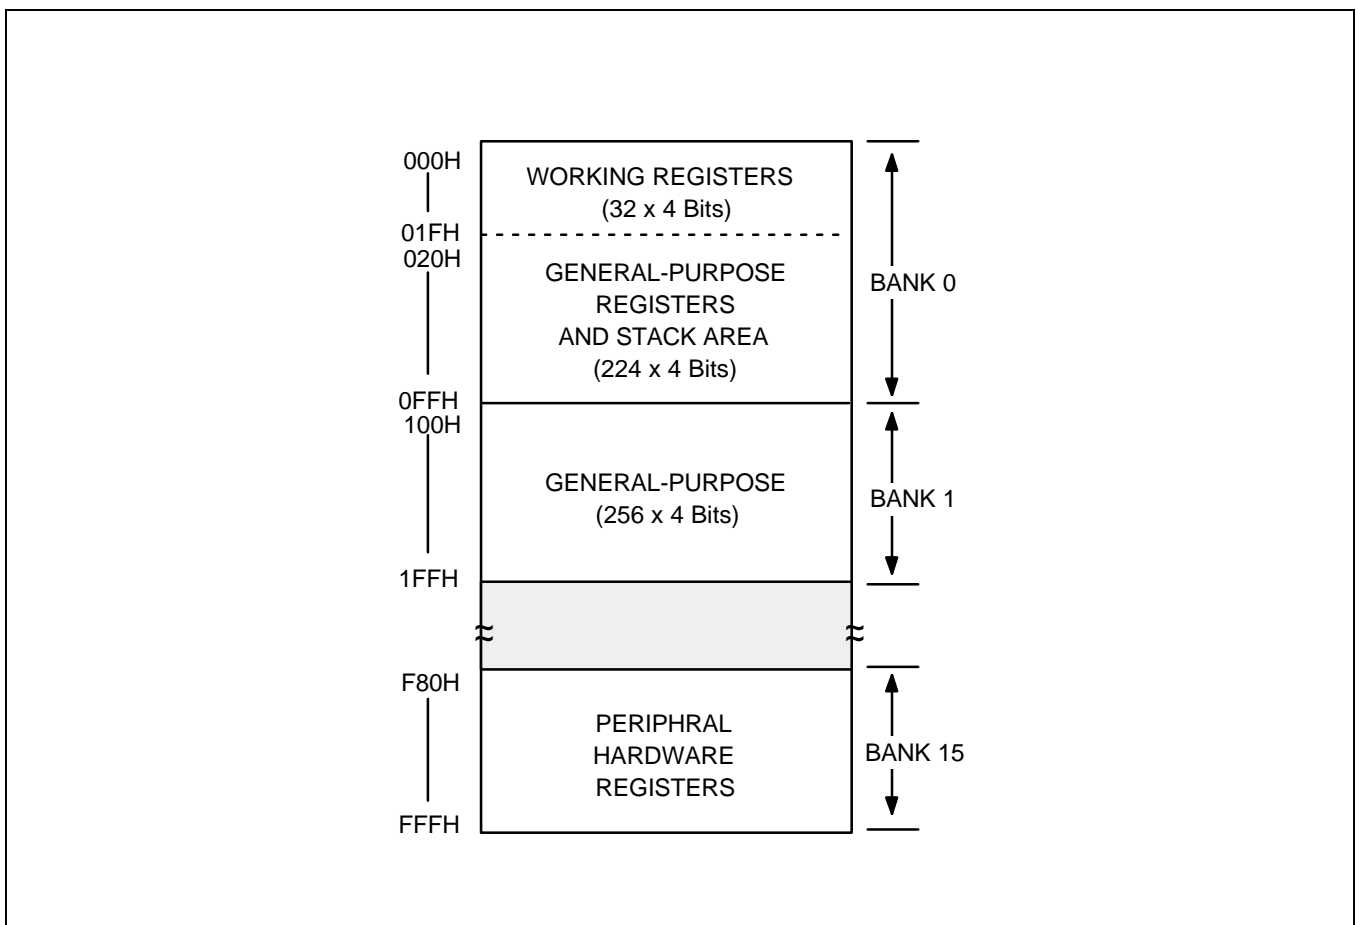 000H
WORKING REGISTERS
(32 x 4 Bits)
01FH
020H
GENERAL-PURPOSE
REGISTERS
AND STACK AREA
(224 x 4 Bits)
BANK 0
0FFH
100H
GENERAL-PURPOSE
(256 x 4 Bits)
BANK 1
1FFH
F80H
PERIPHRAL
HARDWARE
REGISTERS
BANK 15
FFFH